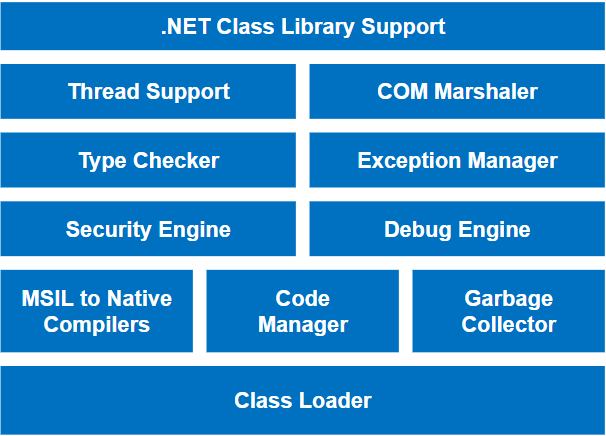 .NET Class Library Support
Thread Support
COM Marshaler
Type Checker
Exception Manager
Security Engine
Debug Engine
MSIL to Native
Compilers
Code
Manager
Garbage
Collector
Class Loader